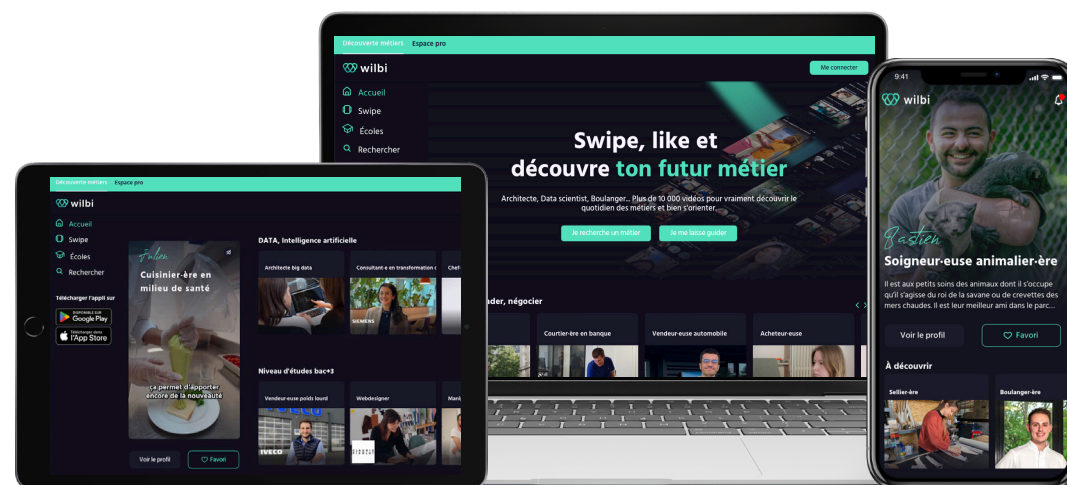 Découverte métiers Espace pro
wilbi
Me connecter
Accueil
Swipe
Écoles
Rechercher
Swipe, like et
découvre ton futur métier
Architecte, Data scientist, Boulanger... Plus de 10 000 vidéos pour vraiment découvrir le
quotidien des métiers et bien s'orienter.
Je recherche un métier Je me laisse guider
négocier
Courtier·ère en banque Vendeur·euse automobile Acheteur·euse
Découverte métiers Espace pro
wilbi
Accueil
Swipe
Écoles
Rechercher
Télécharger l'appli sur
DISPONIBLE SUR
Google Play
Télécharger dans
l'App Store
Julien
Cuisinier·ère en
milieu de santé
ça permet d'apporter
encore de la nouveauté
Voir le profil Favori
DATA, Intelligence artificielle
Architecte big data Consultant·e en transformation
SIEMENS
Niveau d'études bac+3
Vendeur·euse poids lourd Webdesigner
IVECO
9:41
wilbi
Bastien
Soigneur·euse animalier·ère
Il est aux petits soins des animaux dont il s'occupe
qu'il s'agisse du roi de la savane ou de crevettes des
mers chaudes. Il est leur meilleur ami dans le parc...
Voir le profil Favori
À découvrir
Sellier·ère Boulanger·ère